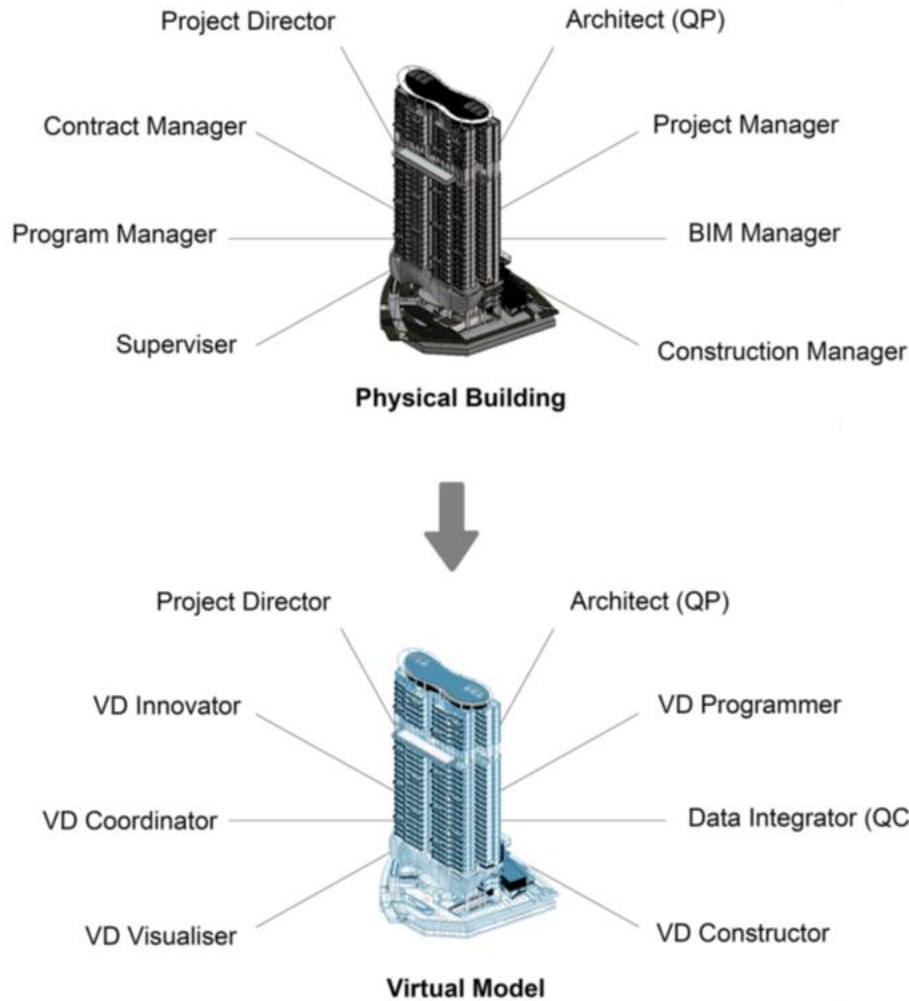 Project Director
Architect (QP)
Contract Manager
Project Manager
Program Manager
BIM Manager
Superviser
Construction Manager
Physical Building
Project Director
Architect (QP)
VD Innovator
VD Programmer
VD Coordinator
Data Integrator (QC
VD Visualiser
VD Constructor
Virtual Model